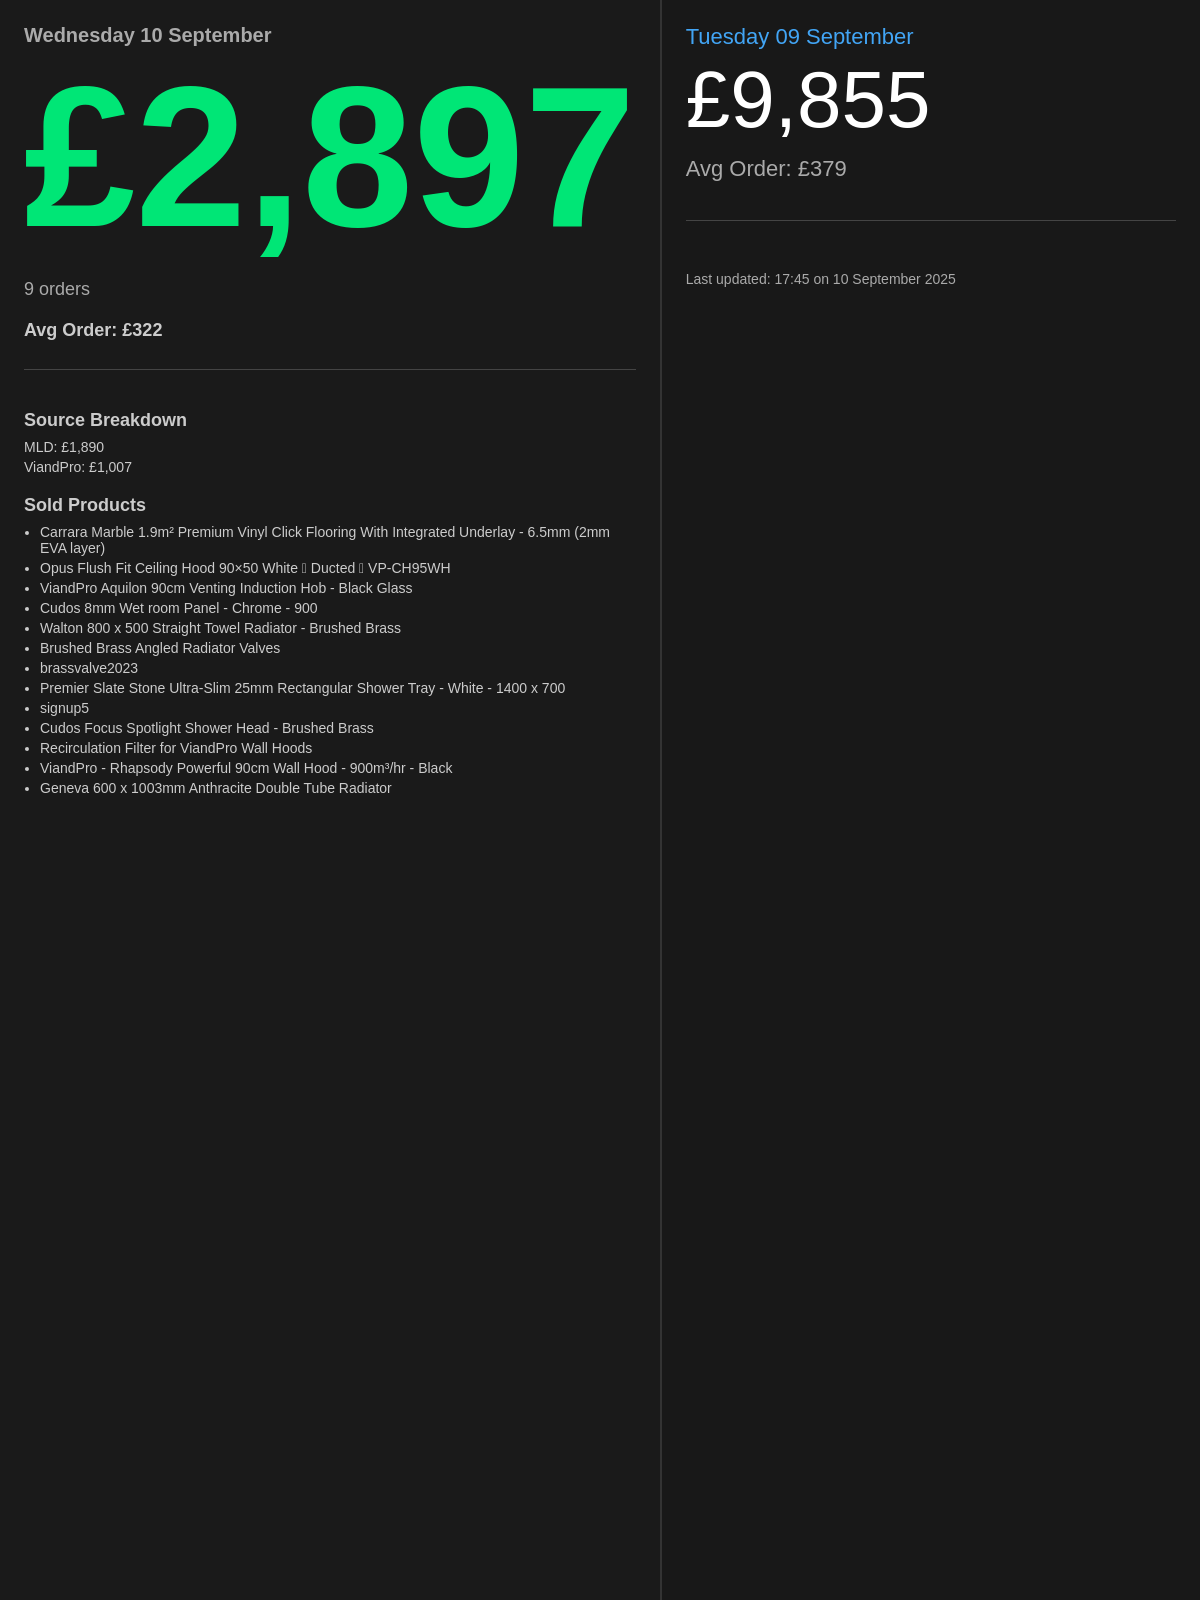 Wednesday 10 September
£2,897
9 orders
Avg Order: £322
Source Breakdown
MLD: £1,890
ViandPro: £1,007
Sold Products
• Carrara Marble 1.9m² Premium Vinyl Click Flooring With Integrated Underlay - 6.5mm (2mm
EVA layer)
• Opus Flush Fit Ceiling Hood 90×50 White 􏿿 Ducted 􏿿 VP-CH95WH
• ViandPro Aquilon 90cm Venting Induction Hob - Black Glass
• Cudos 8mm Wet room Panel - Chrome - 900
• Walton 800 x 500 Straight Towel Radiator - Brushed Brass
• Brushed Brass Angled Radiator Valves
• brassvalve2023
• Premier Slate Stone Ultra-Slim 25mm Rectangular Shower Tray - White - 1400 x 700
• signup5
• Cudos Focus Spotlight Shower Head - Brushed Brass
• Recirculation Filter for ViandPro Wall Hoods
• ViandPro - Rhapsody Powerful 90cm Wall Hood - 900m³/hr - Black
• Geneva 600 x 1003mm Anthracite Double Tube Radiator
Tuesday 09 September
£9,855
Avg Order: £379
Last updated: 17:45 on 10 September 2025